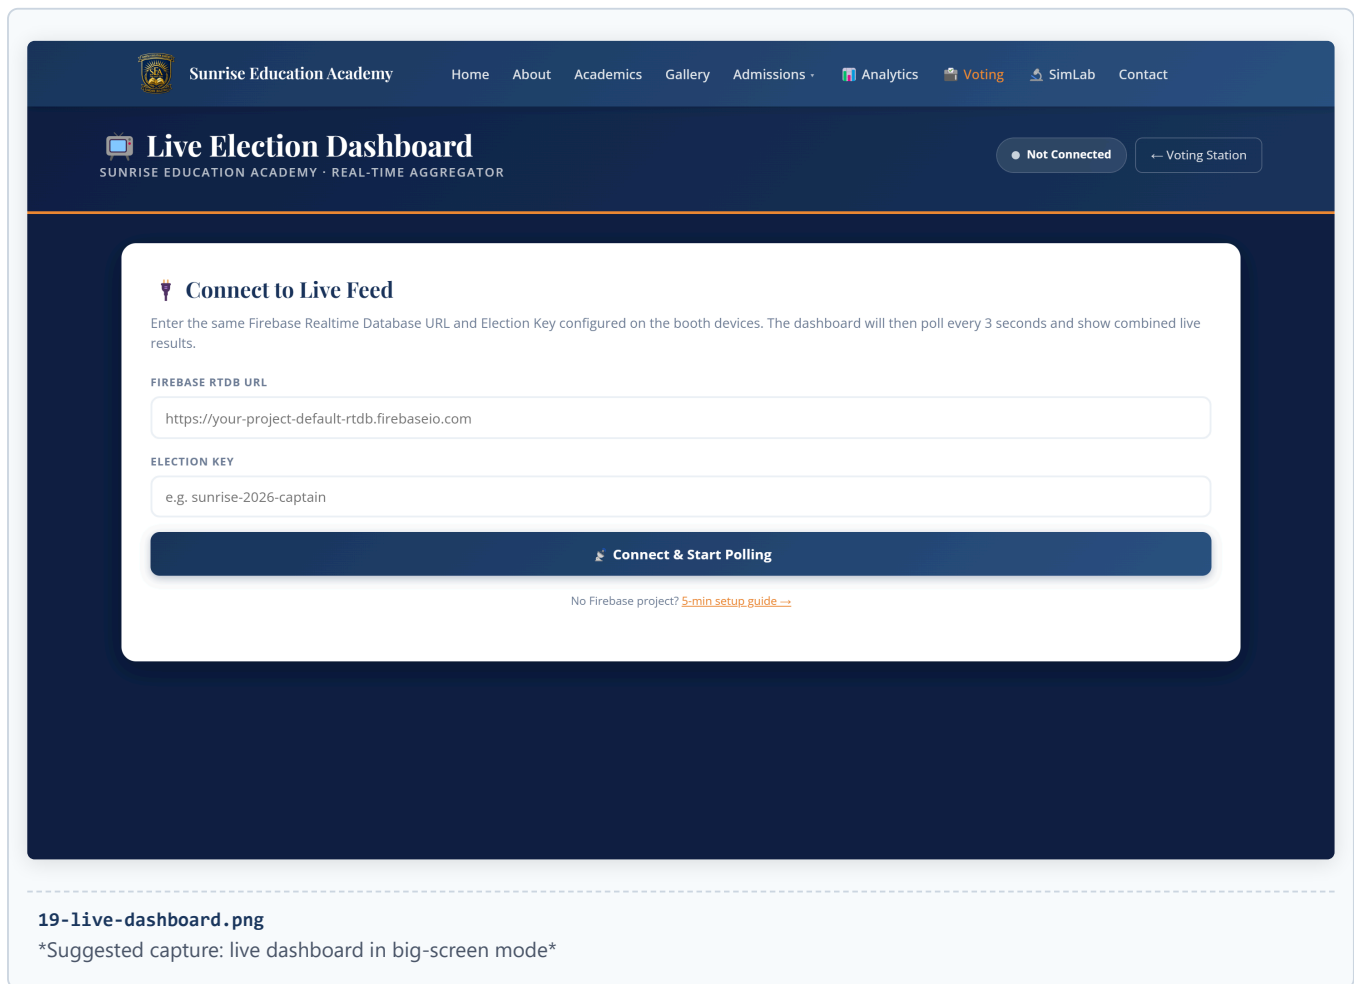 Sunrise Education Academy
Home
About
Academics
Gallery
Admissions
Analytics
Voting
SimLab
Contact
Live Election Dashboard
SUNRISE EDUCATION ACADEMY · REAL-TIME AGGREGATOR
Not Connected
← Voting Station
Connect to Live Feed
Enter the same Firebase Realtime Database URL and Election Key configured on the booth devices. The dashboard will then poll every 3 seconds and show combined live
results.
FIREBASE RTDB URL
https://your-project-default-rtdb.firebaseio.com
ELECTION KEY
e.g. sunrise-2026-captain
Connect & Start Polling
No Firebase project? 5-min setup guide →
19-live-dashboard.png
*Suggested capture: live dashboard in big-screen mode*